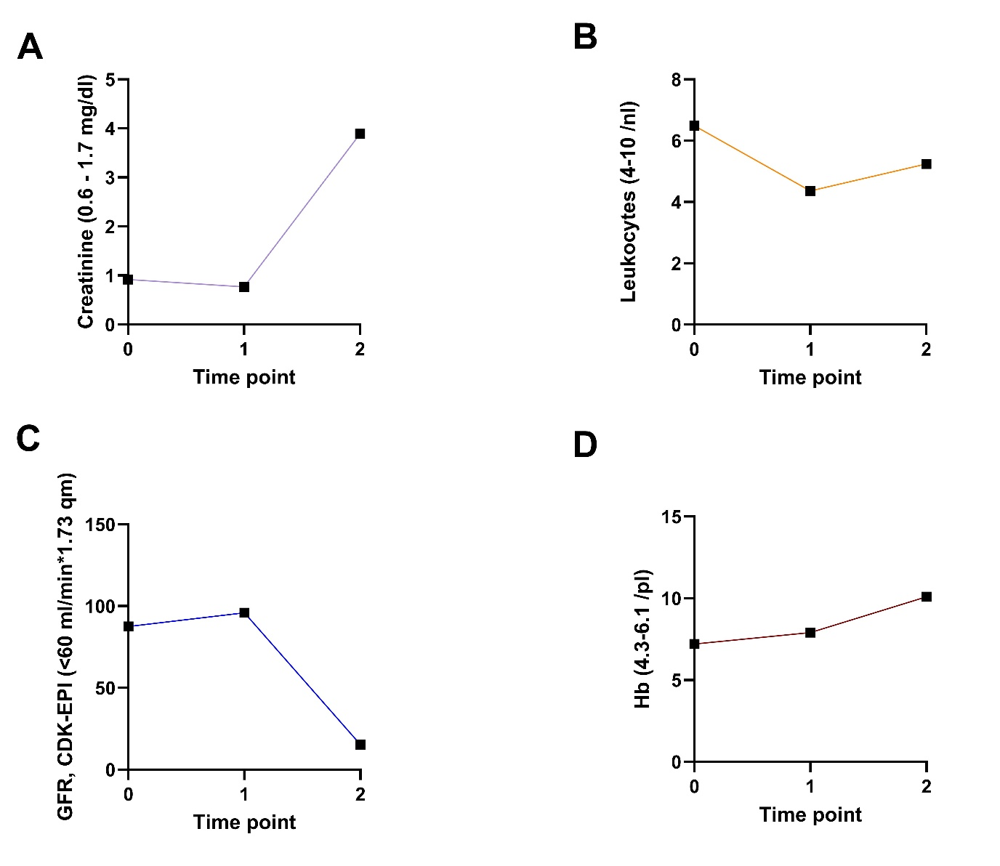 A
Creatinine (0.6 - 1.7 mg/dl)
5
4
3
2
1
0
0 1 2
Time point
B
Leukocytes (4-10 /nl)
8
6
4
2
0
0 1 2
Time point
C
GFR, CDK-EPI (<60 ml/min*1.73 qm)
150
100
50
0
0 1 2
Time point
D
Hb (4.3-6.1 /pl)
15
10
5
0
0 1 2
Time point